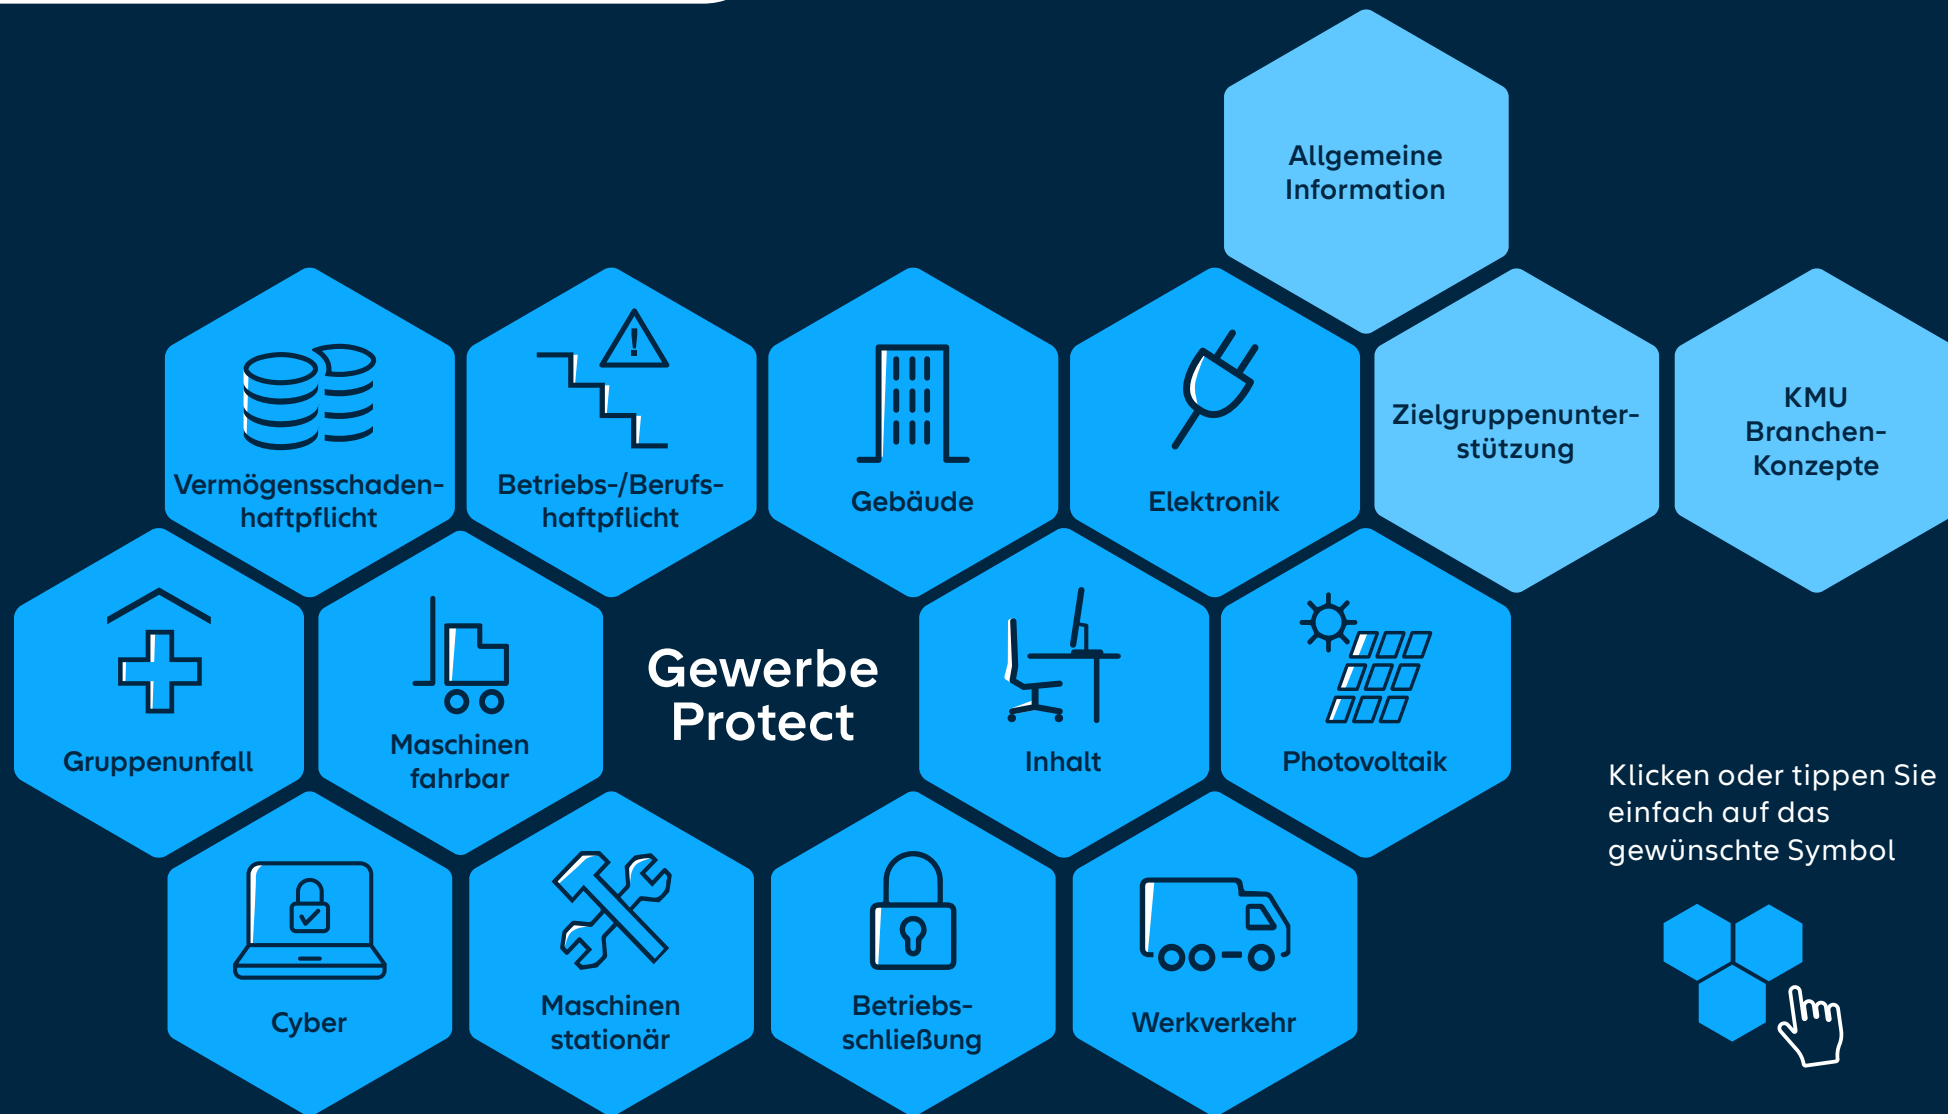 Allgemeine
Information
Vermögensschaden-
haftpflicht
Betriebs-/Berufs-
haftpflicht
Gebäude
Elektronik
Zielgruppenunter-
stützung
KMU
Branchen-
Konzepte
Gruppenunfall
Maschinen
fahrbar
Gewerbe
Protect
Inhalt
Photovoltaik
Klicken oder tippen Sie
einfach auf das
gewünschte Symbol
Cyber
Maschinen
stationär
Betriebs-
schließung
Werkverkehr